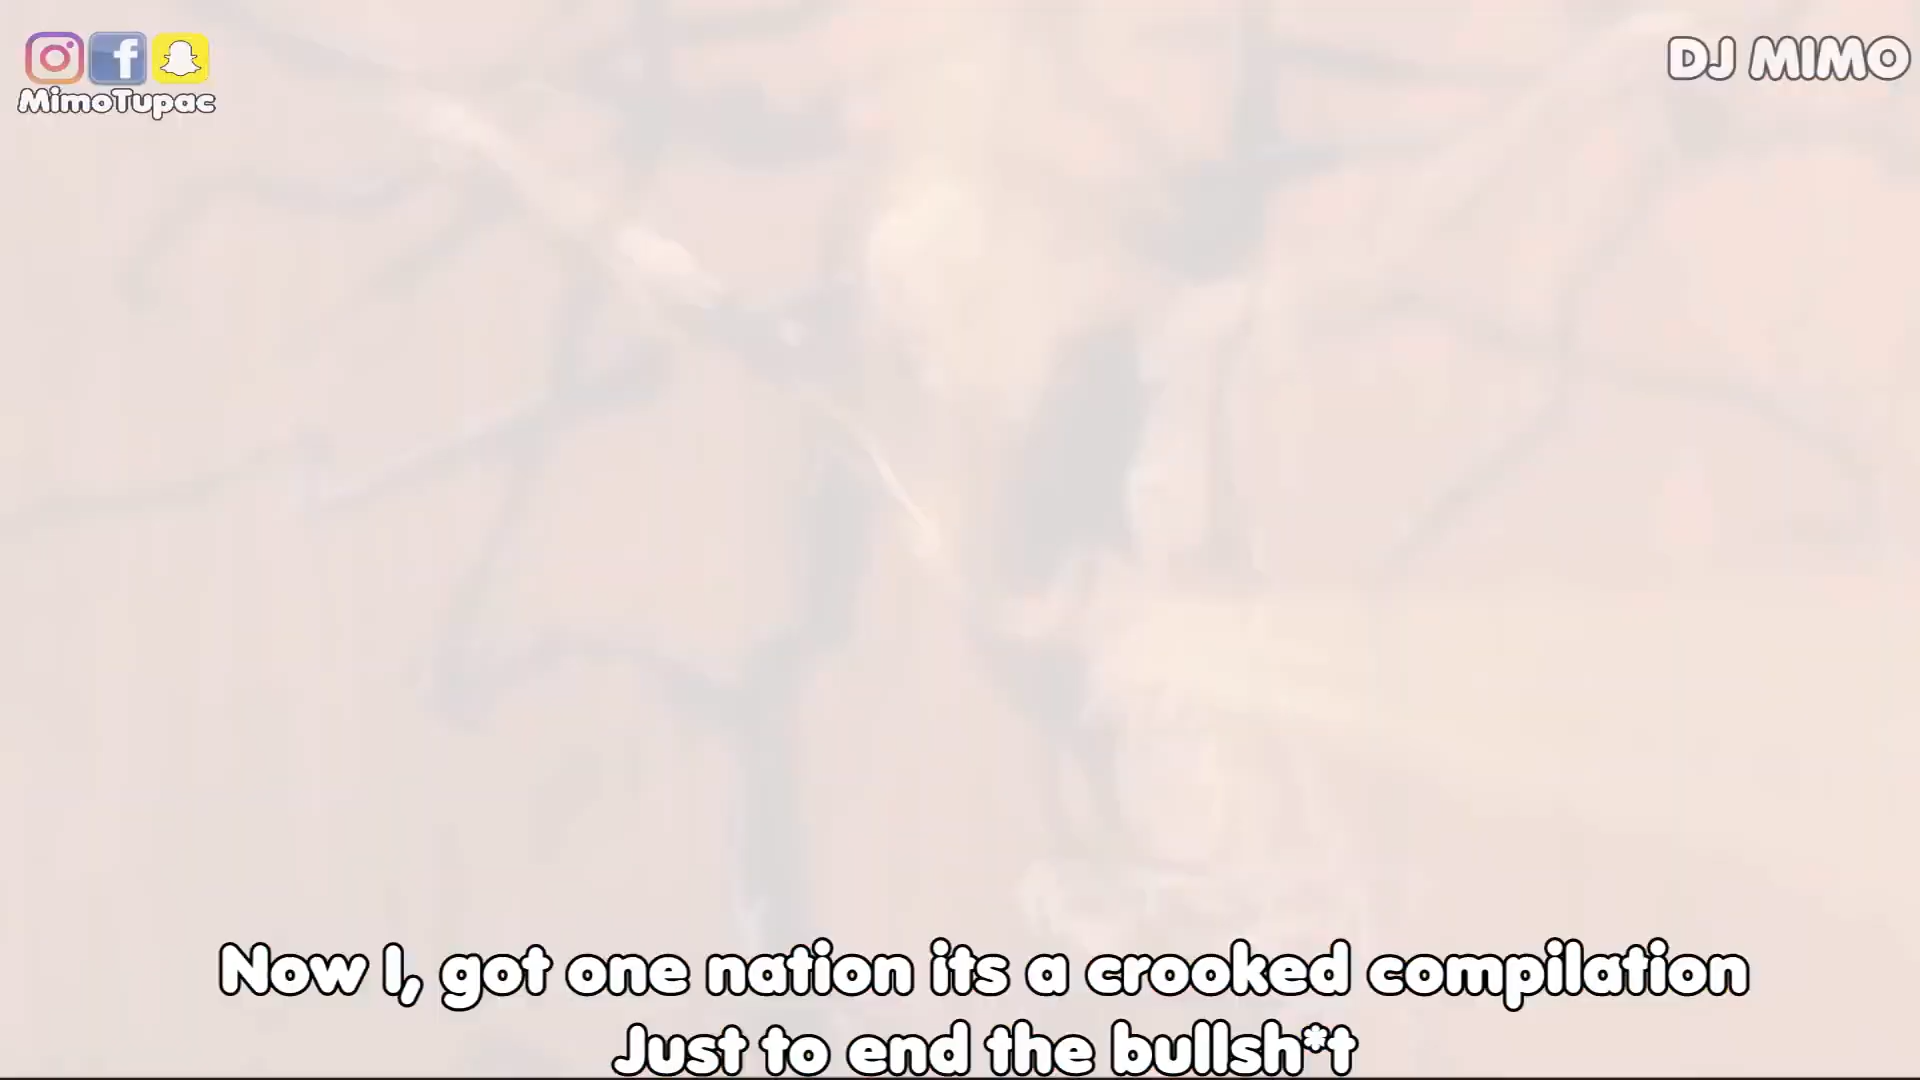 MimoTupac
DJ MIMO
Now I, got one nation its a crooked compilation
Just to end the bullsh*t